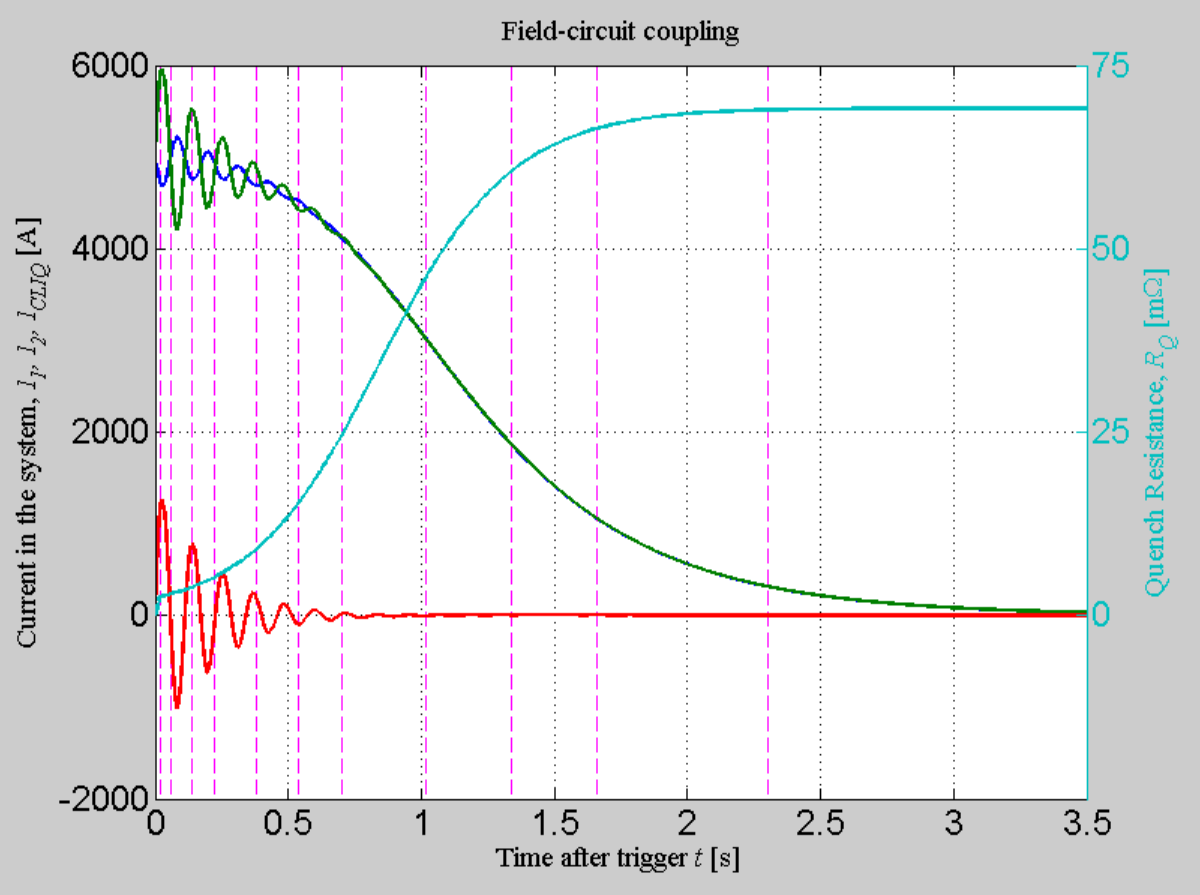 Field-circuit coupling
6000
4000
2000
0
-2000
75
50
25
0
0 0.5 1 1.5 2 2.5 3 3.5
Time after trigger t [s]
Current in the system, I1, I2, ICLIQ [A]
Quench Resistance, RQ [mΩ]